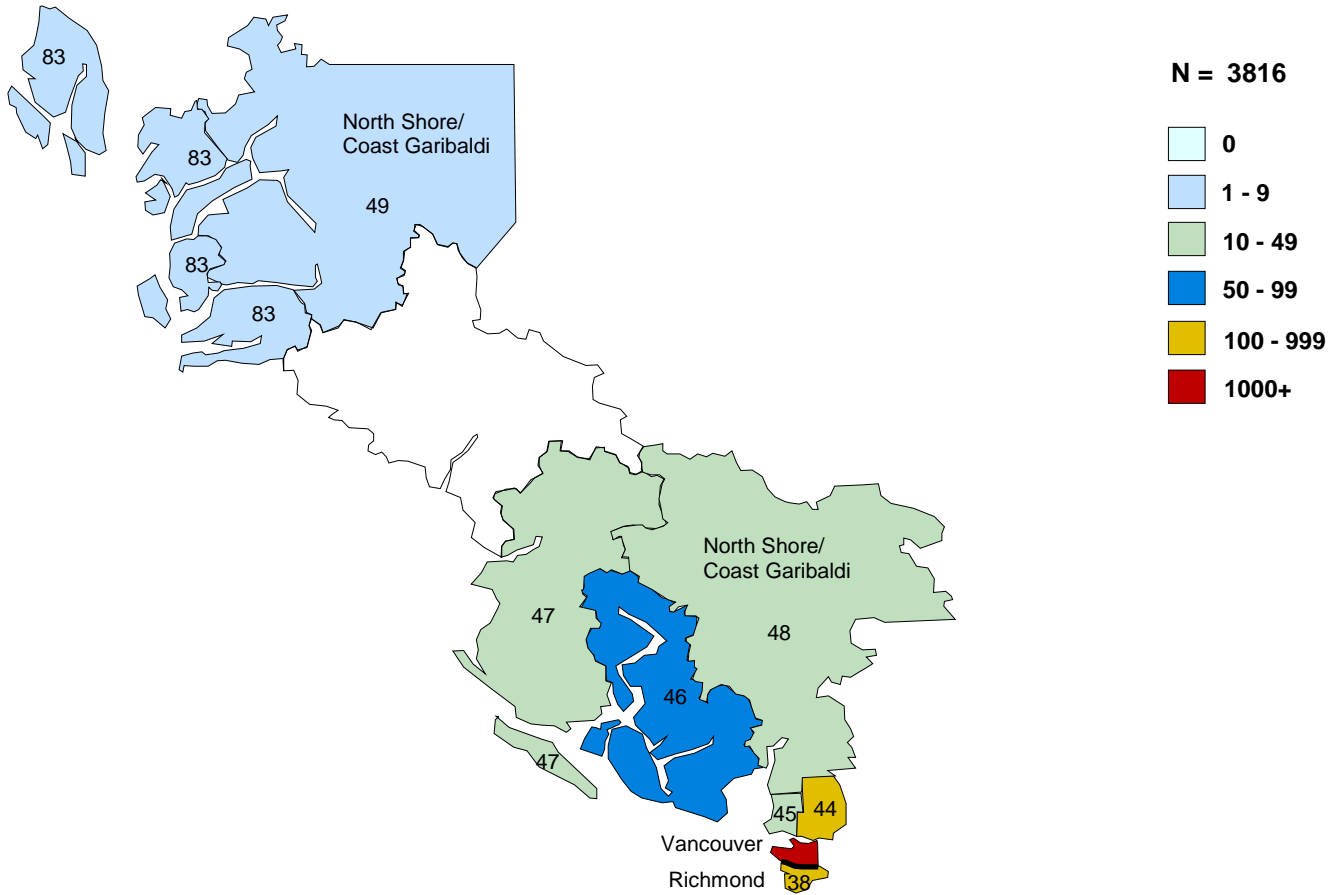 83
N = 3816
North Shore/
Coast Garibaldi
0
83
1 - 9
49
10 - 49
83
50 - 99
83
100 - 999
1000+
North Shore/
Coast Garibaldi
47
48
46
47
45
44
Vancouver
Richmond
38